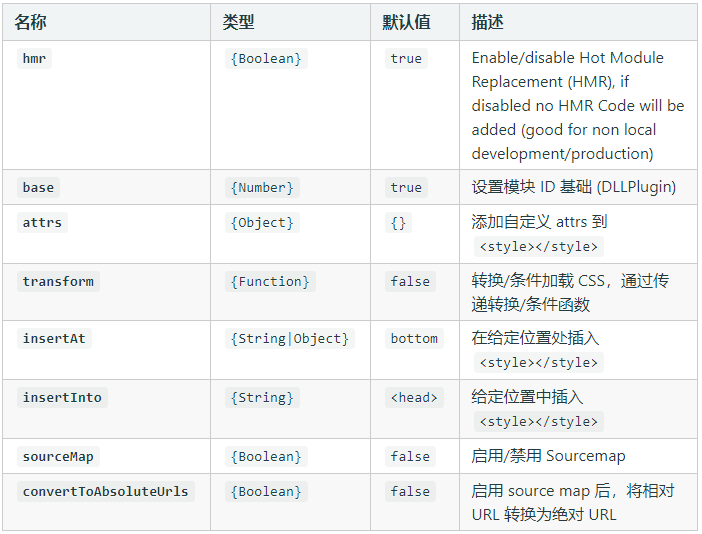 名称 类型 默认值 描述
hmr {Boolean} true Enable/disable Hot Module
Replacement (HMR), if
disabled no HMR Code will be
added (good for non local
development/production)
base {Number} true 设置模块 ID 基础 (DLLPlugin)
attrs {Object} {} 添加自定义 attrs 到
<style></style>
transform {Function} false 转换/条件加载 CSS，通过传
递转换/条件函数
insertAt {String|Object} bottom 在给定位置处插入
<style></style>
insertInto {String} <head> 给定位置中插入
<style></style>
sourceMap {Boolean} false 启用/禁用 Sourcemap
convertToAbsoluteUrls {Boolean} false 启用 source map 后，将相对
URL 转换为绝对 URL